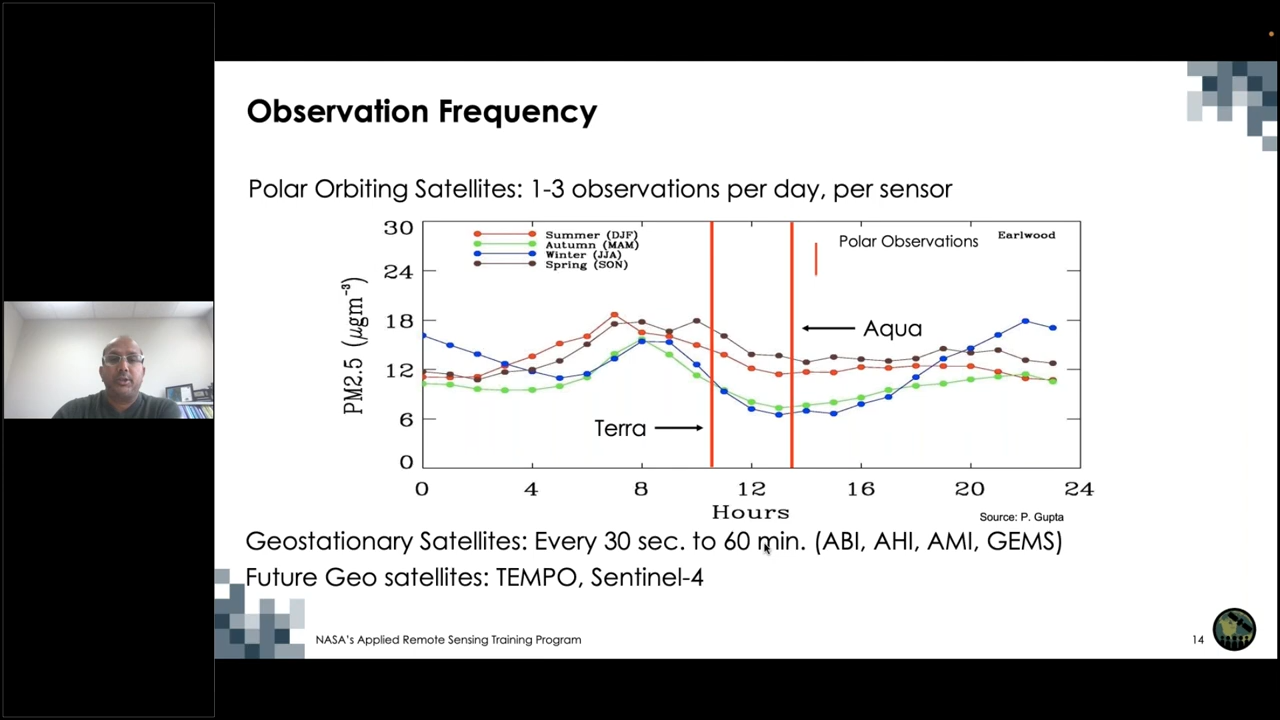 Observation Frequency
Polar Orbiting Satellites: 1-3 observations per day, per sensor
30
24
18
12
6
0
PM2.5 (μgm⁻³)
Summer (DJF)
Autumn (MAM)
Winter (JJA)
Spring (SON)
Polar Observations
Earlwood
Aqua
Terra
0 4 8 12 16 20 24
Hours
Source: P. Gupta
Geostationary Satellites: Every 30 sec. to 60 min. (ABI, AHI, AMI, GEMS)
Future Geo satellites: TEMPO, Sentinel-4
NASA's Applied Remote Sensing Training Program
14